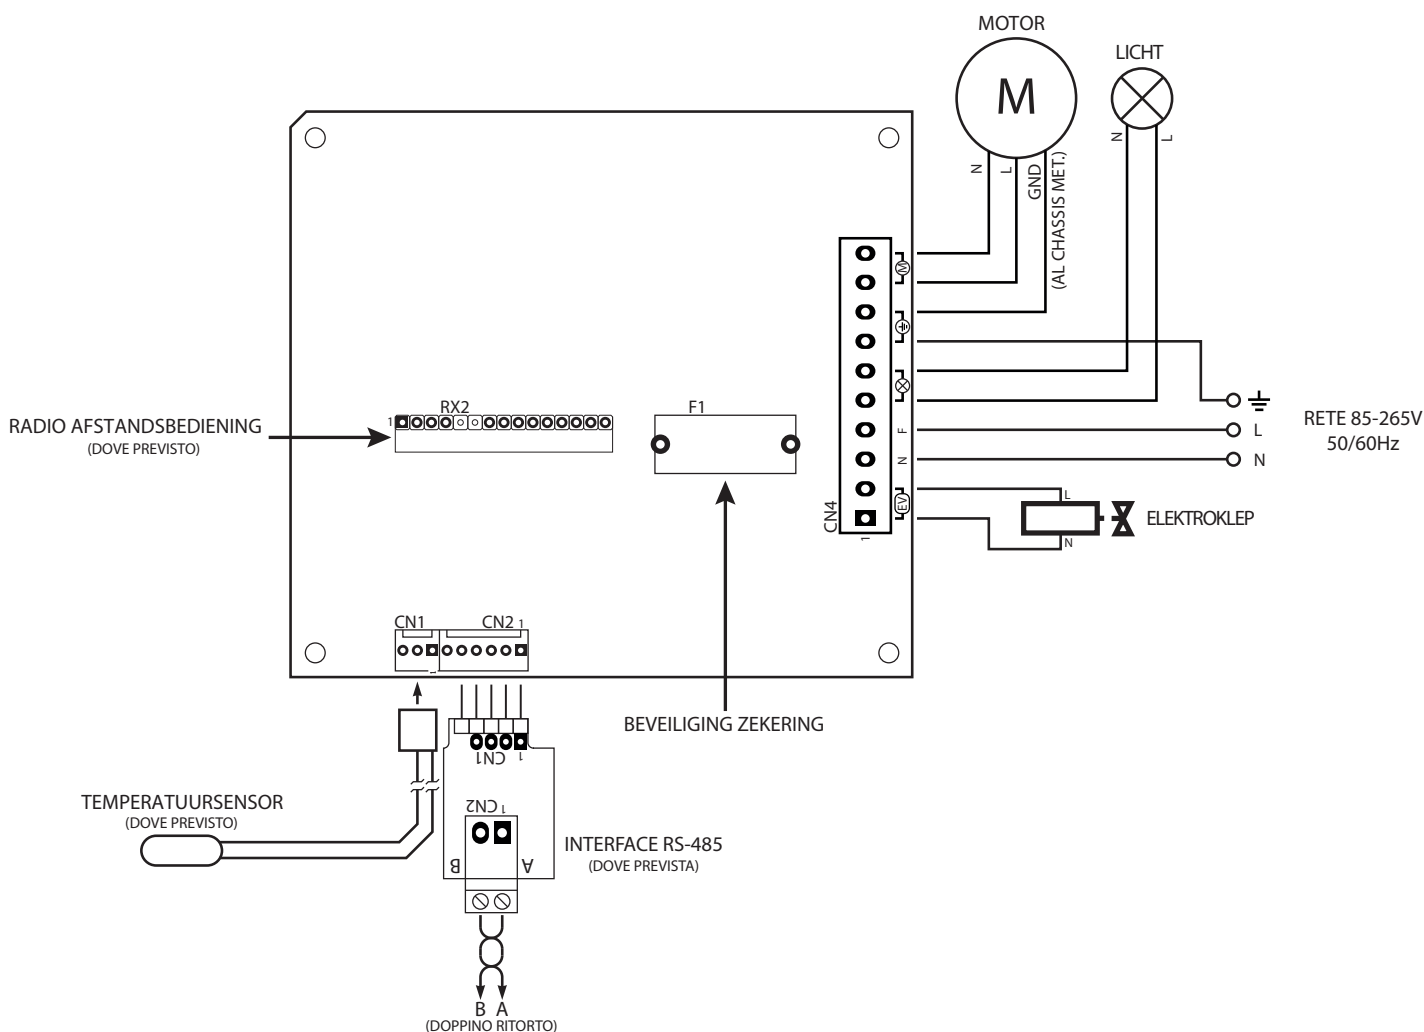 MOTOR
LICHT
M
N
L
GND
(AL CHASSIS MET.)
N
L
M
RX2
1
F1
RADIO AFSTANDSBEDIENING
(DOVE PREVISTO)
F
N
EV
CN4
1
RETE 85-265V
50/60Hz
L
N
L
N
ELEKTROKLEP
CN1
CN2 1
1
BEVEILIGING ZEKERING
CN1
1
TEMPERATUURSENSOR
(DOVE PREVISTO)
CN2
1
INTERFACE RS-485
(DOVE PREVISTA)
B
A
B A
(DOPPINO RITORTO)